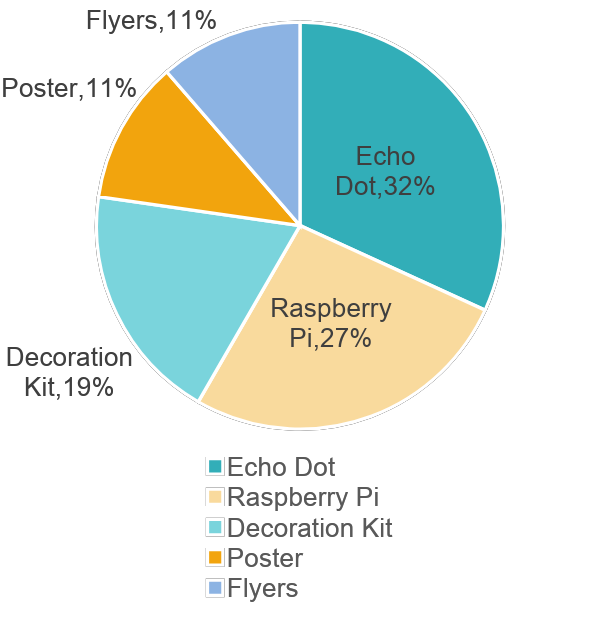 Flyers,11%
Poster,11%
Echo
Dot,32%
Raspberry
Pi,27%
Decoration
Kit,19%
Echo Dot
Raspberry Pi
Decoration Kit
Poster
Flyers